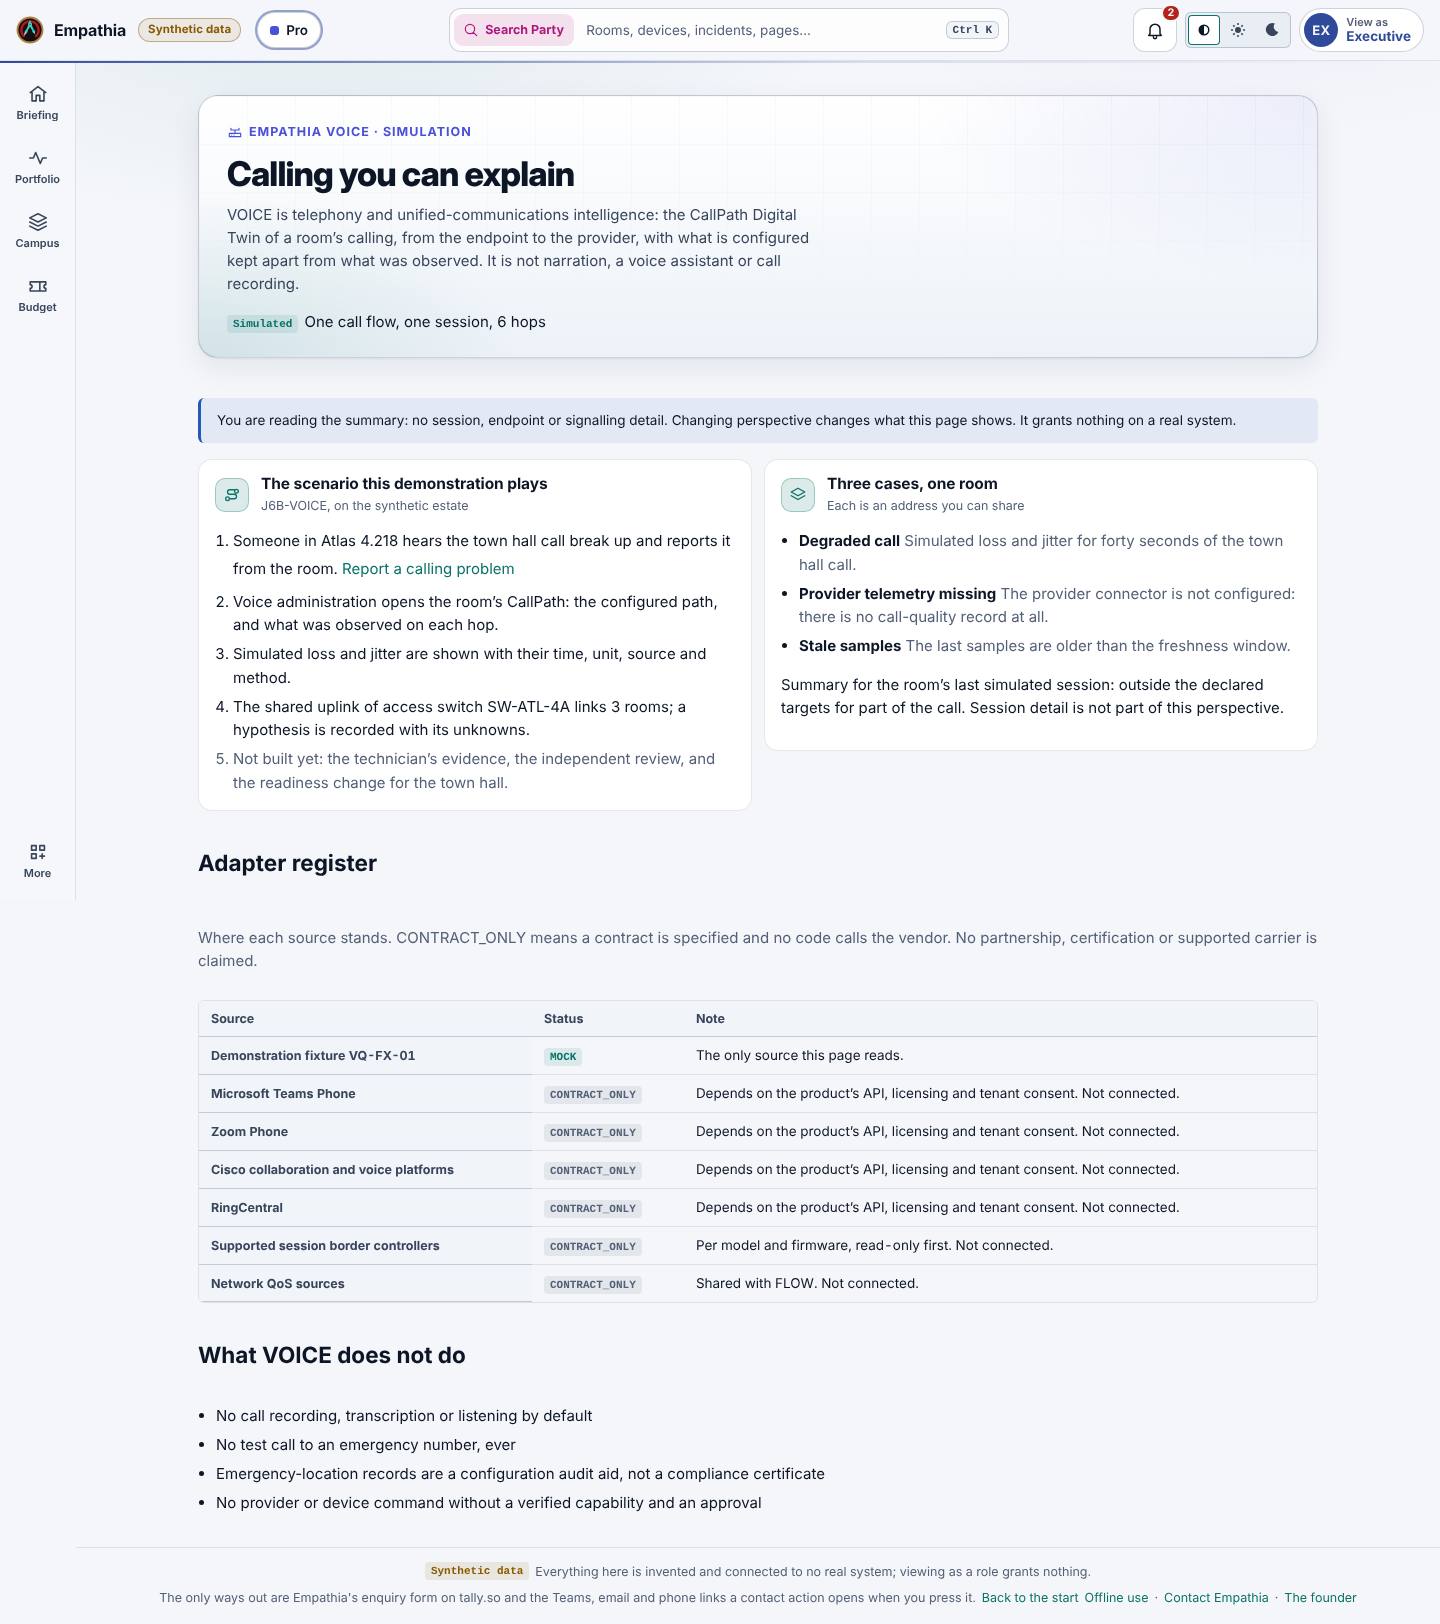 Empathia
Synthetic data
Pro
Search Party
Rooms, devices, incidents, pages...
Ctrl K
2
EX
View as
Executive
Briefing
Portfolio
Campus
Budget
More
EMPATHIA VOICE · SIMULATION
Calling you can explain
VOICE is telephony and unified-communications intelligence: the CallPath Digital
Twin of a room’s calling, from the endpoint to the provider, with what is configured
kept apart from what was observed. It is not narration, a voice assistant or call
recording.
Simulated One call flow, one session, 6 hops
You are reading the summary: no session, endpoint or signalling detail. Changing perspective changes what this page shows. It grants nothing on a real system.
The scenario this demonstration plays
J6B-VOICE, on the synthetic estate
1. Someone in Atlas 4.218 hears the town hall call break up and reports it
from the room. Report a calling problem
2. Voice administration opens the room’s CallPath: the configured path,
and what was observed on each hop.
3. Simulated loss and jitter are shown with their time, unit, source and
method.
4. The shared uplink of access switch SW-ATL-4A links 3 rooms; a
hypothesis is recorded with its unknowns.
5. Not built yet: the technician’s evidence, the independent review, and
the readiness change for the town hall.
Three cases, one room
Each is an address you can share
• Degraded call Simulated loss and jitter for forty seconds of the town
hall call.
• Provider telemetry missing The provider connector is not configured:
there is no call-quality record at all.
• Stale samples The last samples are older than the freshness window.
Summary for the room’s last simulated session: outside the declared
targets for part of the call. Session detail is not part of this perspective.
Adapter register
Where each source stands. CONTRACT_ONLY means a contract is specified and no code calls the vendor. No partnership, certification or supported carrier is
claimed.
Source Status Note
Demonstration fixture VQ-FX-01 MOCK The only source this page reads.
Microsoft Teams Phone CONTRACT_ONLY Depends on the product’s API, licensing and tenant consent. Not connected.
Zoom Phone CONTRACT_ONLY Depends on the product’s API, licensing and tenant consent. Not connected.
Cisco collaboration and voice platforms CONTRACT_ONLY Depends on the product’s API, licensing and tenant consent. Not connected.
RingCentral CONTRACT_ONLY Depends on the product’s API, licensing and tenant consent. Not connected.
Supported session border controllers CONTRACT_ONLY Per model and firmware, read-only first. Not connected.
Network QoS sources CONTRACT_ONLY Shared with FLOW. Not connected.
What VOICE does not do
• No call recording, transcription or listening by default
• No test call to an emergency number, ever
• Emergency-location records are a configuration audit aid, not a compliance certificate
• No provider or device command without a verified capability and an approval
Synthetic data Everything here is invented and connected to no real system; viewing as a role grants nothing.
The only ways out are Empathia's enquiry form on tally.so and the Teams, email and phone links a contact action opens when you press it. Back to the start Offline use · Contact Empathia · The founder